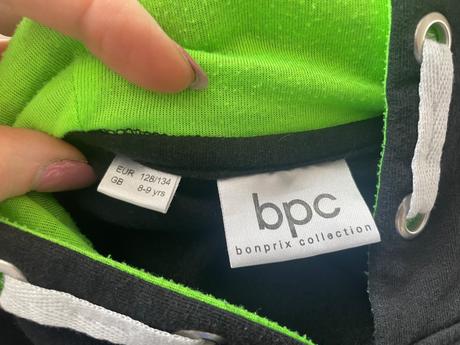 EUR 128/134
GB 8-9 yrs
bpc
bonprix collection